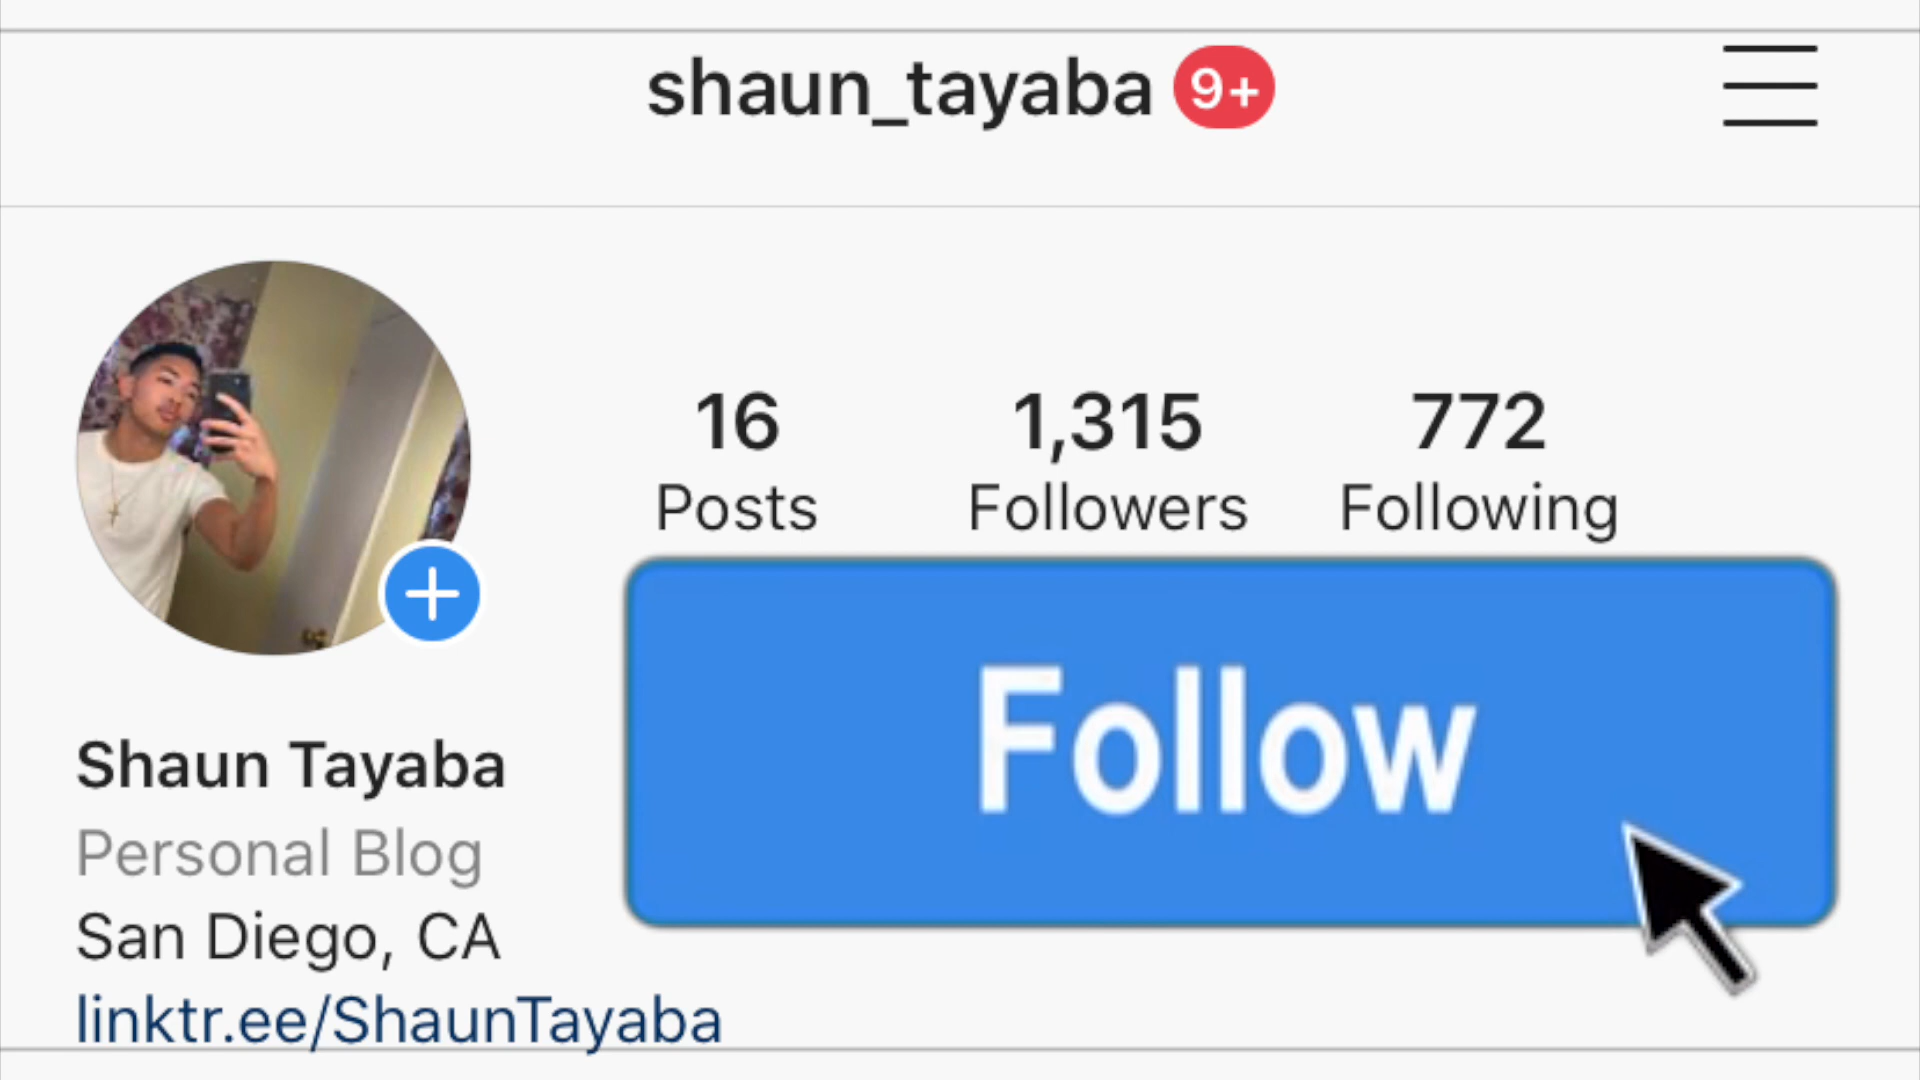 shaun_tayaba 9+
16 1,315 772
Posts Followers Following
Follow
Shaun Tayaba
Personal Blog
San Diego, CA
linktr.ee/ShaunTayaba